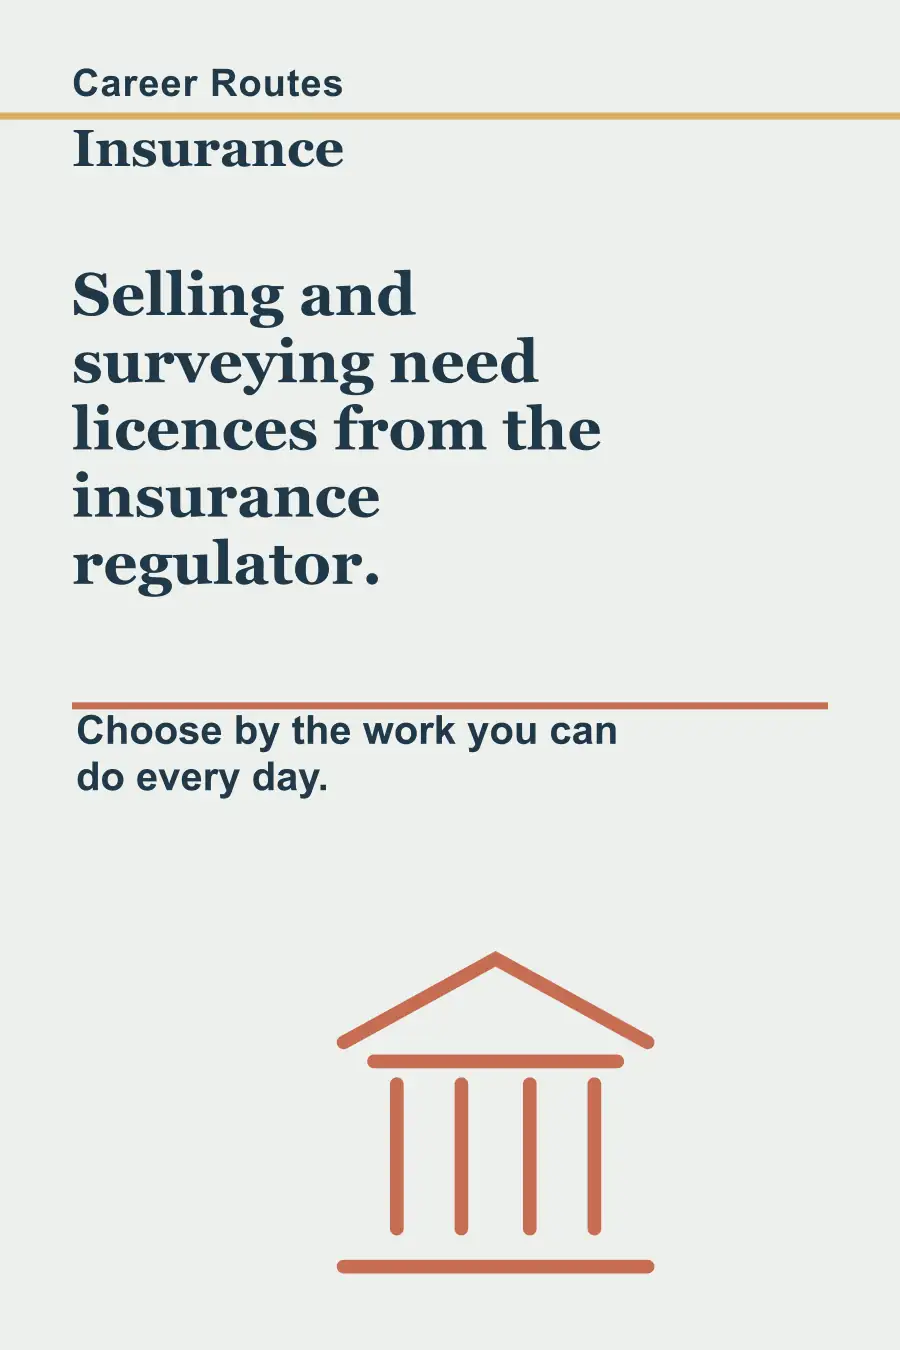 Career Routes
Insurance
Selling and
surveying need
licences from the
insurance
regulator.
Choose by the work you can
do every day.